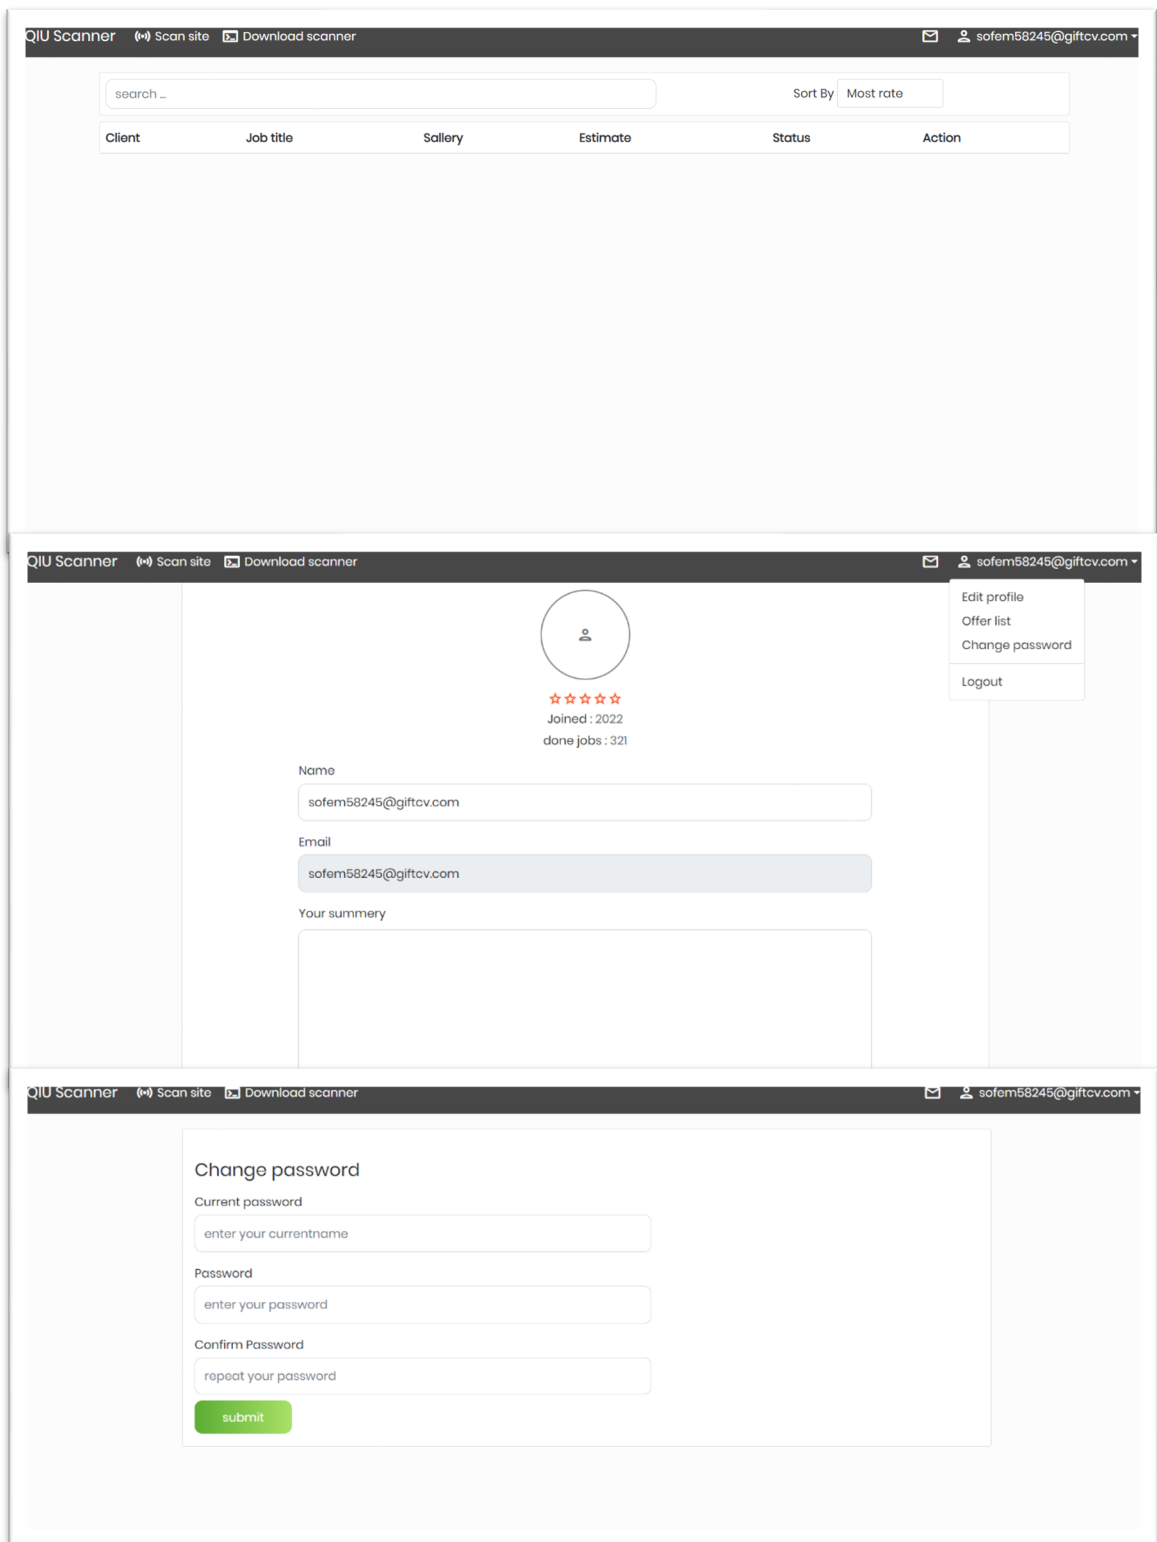 QIU Scanner Scan site Download scanner sofem58245@giftcv.com
search ... Sort By Most rate
Client Job title Sallery Estimate Status Action
QIU Scanner Scan site Download scanner sofem58245@giftcv.com
Edit profile
Offer list
Change password
Logout
Joined : 2022
done jobs : 321
Name
sofem58245@giftcv.com
Email
sofem58245@giftcv.com
Your summery
QIU Scanner Scan site Download scanner sofem58245@giftcv.com
Change password
Current password
enter your currentname
Password
enter your password
Confirm Password
repeat your password
submit